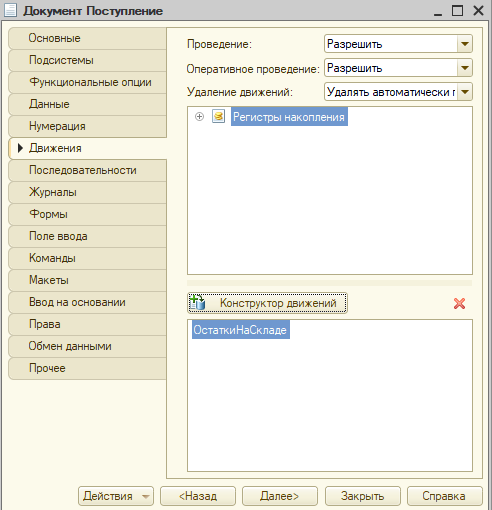 Документ Поступление
Основные
Подсистемы
Функциональные опции
Данные
Нумерация
Движения
Последовательности
Журналы
Формы
Поле ввода
Команды
Макеты
Ввод на основании
Права
Обмен данными
Прочее
Проведение: Разрешить
Оперативное проведение: Разрешить
Удаление движений: Удалять автоматически г
Регистры накопления
Конструктор движений
ОстаткиНаСкладе
Действия <Назад Далее> Закрыть Справка